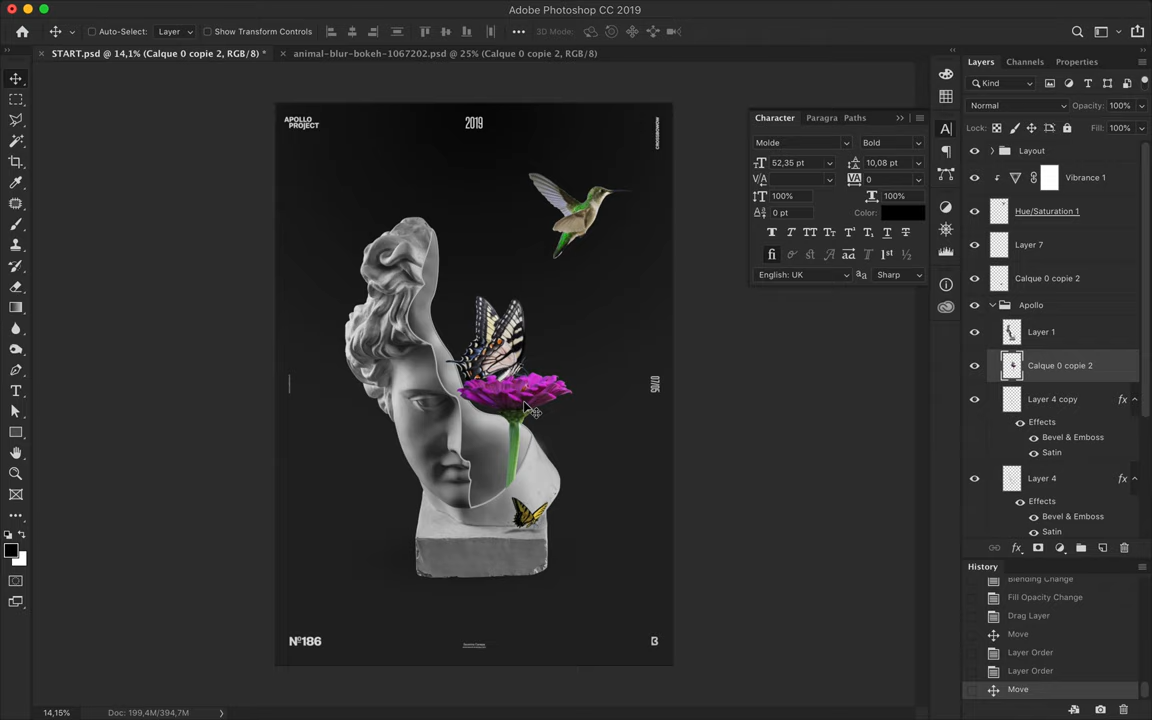 Adobe Photoshop CC 2019
Auto-Select:
Layer
Show Transform Controls
3D Mode:
START.psd @ 14,1% (Calque 0 copie 2, RGB/8) *
animal-blur-bokeh-1067202.psd @ 25% (RGB/8)
APOLLO
PROJECT
2019
07/06
Nº186
B
Character
Paragra
Paths
Molde
Bold
52,35 pt
10,08 pt
0
100%
100%
0 pt
Color:
English: UK
Sharp
Layers
Channels
Properties
Kind
Normal
Opacity: 100%
Lock:
Fill: 100%
Layout
Vibrance 1
Hue/Saturation 1
Layer 7
Calque 0 copie 2
Apollo
Layer 1
Calque 0 copie 2
Layer 4 copy
fx
Effects
Bevel & Emboss
Satin
Layer 4
fx
Effects
Bevel & Emboss
Satin
History
Blending Change
Fill Opacity Change
Drag Layer
Move
Layer Order
Layer Order
Move
14,15%
Doc: 199,4M/394,7M